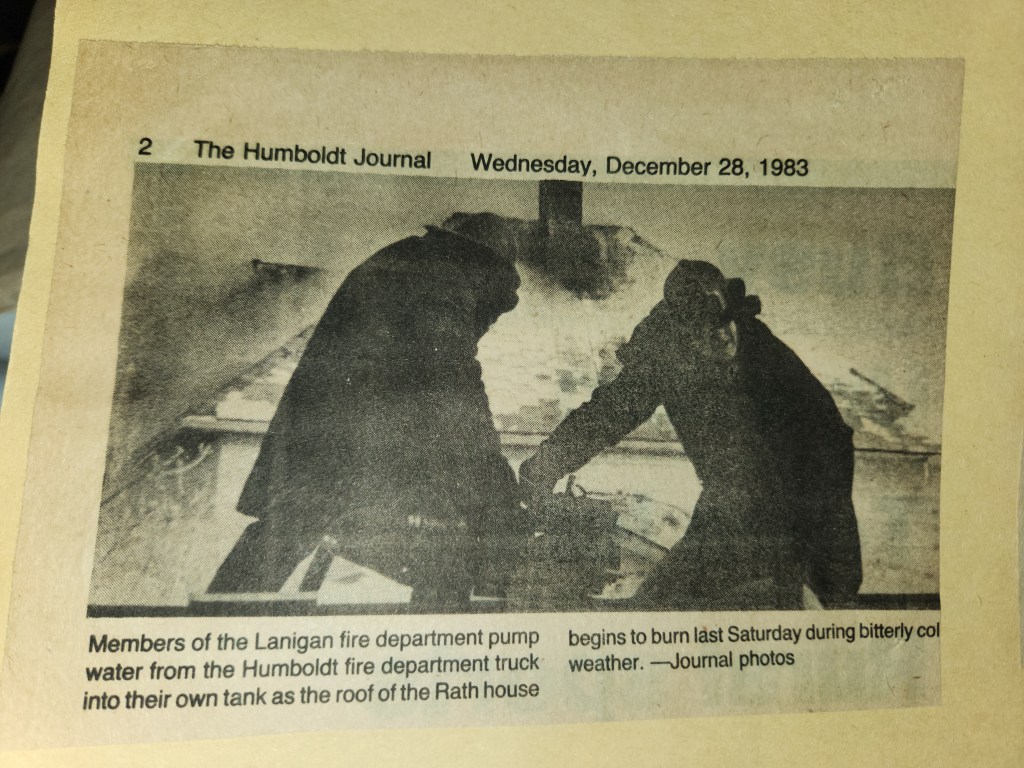 2 The Humboldt Journal Wednesday, December 28, 1983
Members of the Lanigan fire department pump
water from the Humboldt fire department truck
into their own tank as the roof of the Rath house
begins to burn last Saturday during bitterly col
weather. —Journal photos